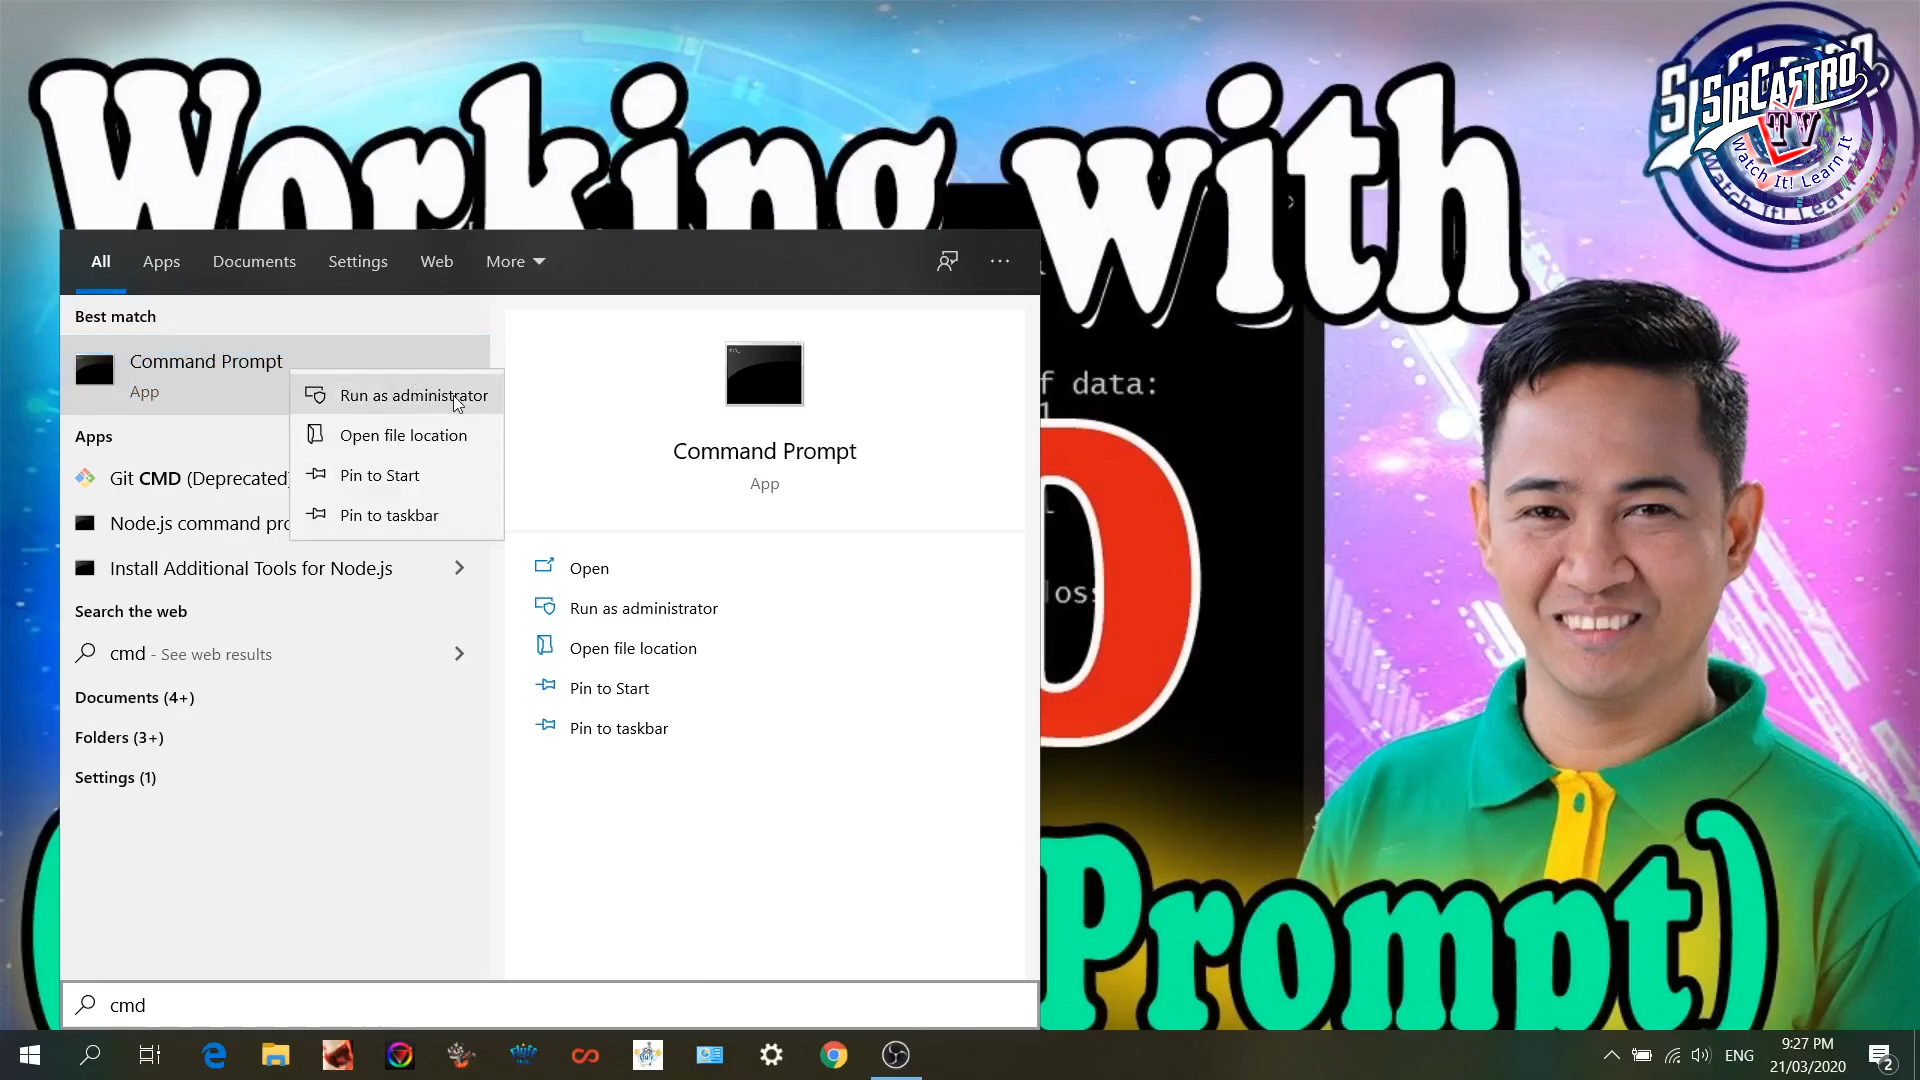 Working with
SIRCASTRO
TV
Watch It! Learn It
All
Apps
Documents
Settings
Web
More
Best match
Command Prompt
App
Run as administrator
Open file location
Pin to Start
Pin to taskbar
Apps
Git CMD (Deprecated)
Node.js command pro
Install Additional Tools for Node.js
Search the web
cmd - See web results
Documents (4+)
Folders (3+)
Settings (1)
Command Prompt
App
Open
Run as administrator
Open file location
Pin to Start
Pin to taskbar
f data:
Prompt)
cmd
ENG
9:27 PM
21/03/2020
2